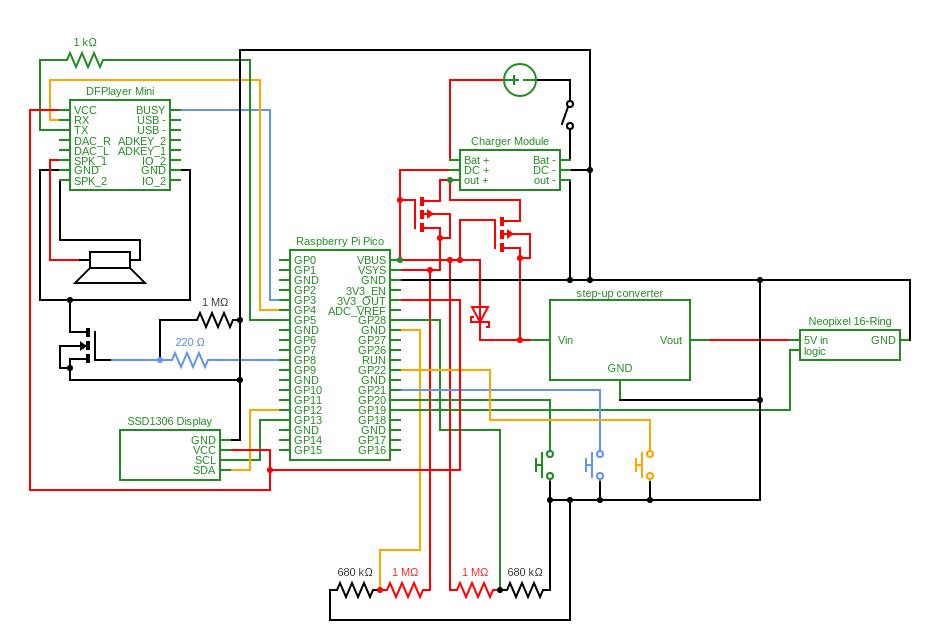 1 kΩ
DFPlayer Mini
VCC BUSY
RX USB -
TX USB -
DAC_R ADKEY_2
DAC_L ADKEY_1
SPK_1 IO_2
GND GND
SPK_2 IO_2
Charger Module
Bat + Bat -
DC + DC -
out + out -
Raspberry Pi Pico
GP0 VBUS
GP1 VSYS
GND GND
GP2 3V3_EN
GP3 3V3_OUT
GP4 ADC_VREF
GP5 GP28
GND GND
GP6 GP27
GP7 GP26
GP8 RUN
GP9 GP22
GND GND
GP10 GP21
GP11 GP20
GP12 GP19
GP13 GP18
GND GND
GP14 GP17
GP15 GP16
1 MΩ
220 Ω
step-up converter
Vin Vout
GND
Neopixel 16-Ring
5V in GND
logic
SSD1306 Display
GND
VCC
SCL
SDA
680 kΩ 1 MΩ 1 MΩ 680 kΩ